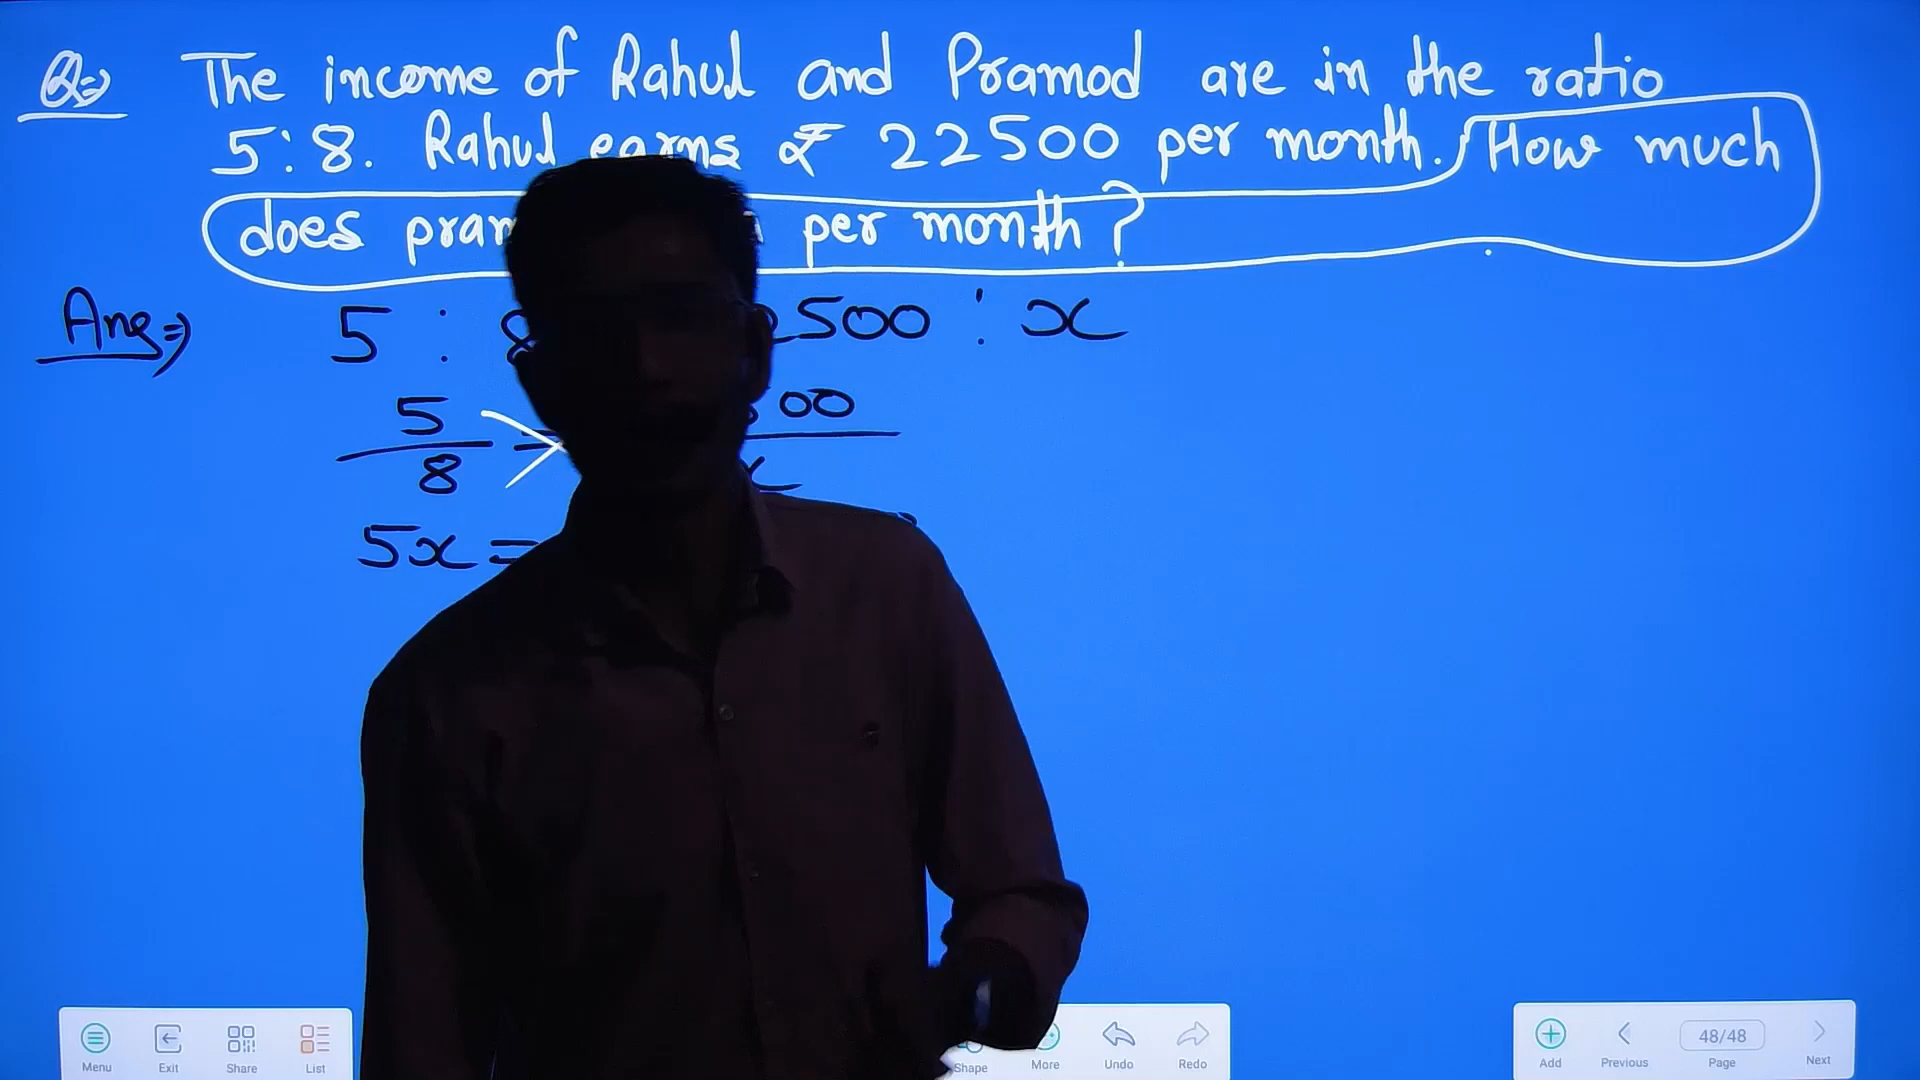 Q⇒ The income of Rahul and Pramod are in the ratio
5:8. Rahul earns ₹ 22500 per month. How much
does per month?
Ans⇒ 5 : 8 2500 : x
5 00
8 x
5x=
Menu Exit Share List Shape More Undo Redo Add Previous 48/48 Page Next